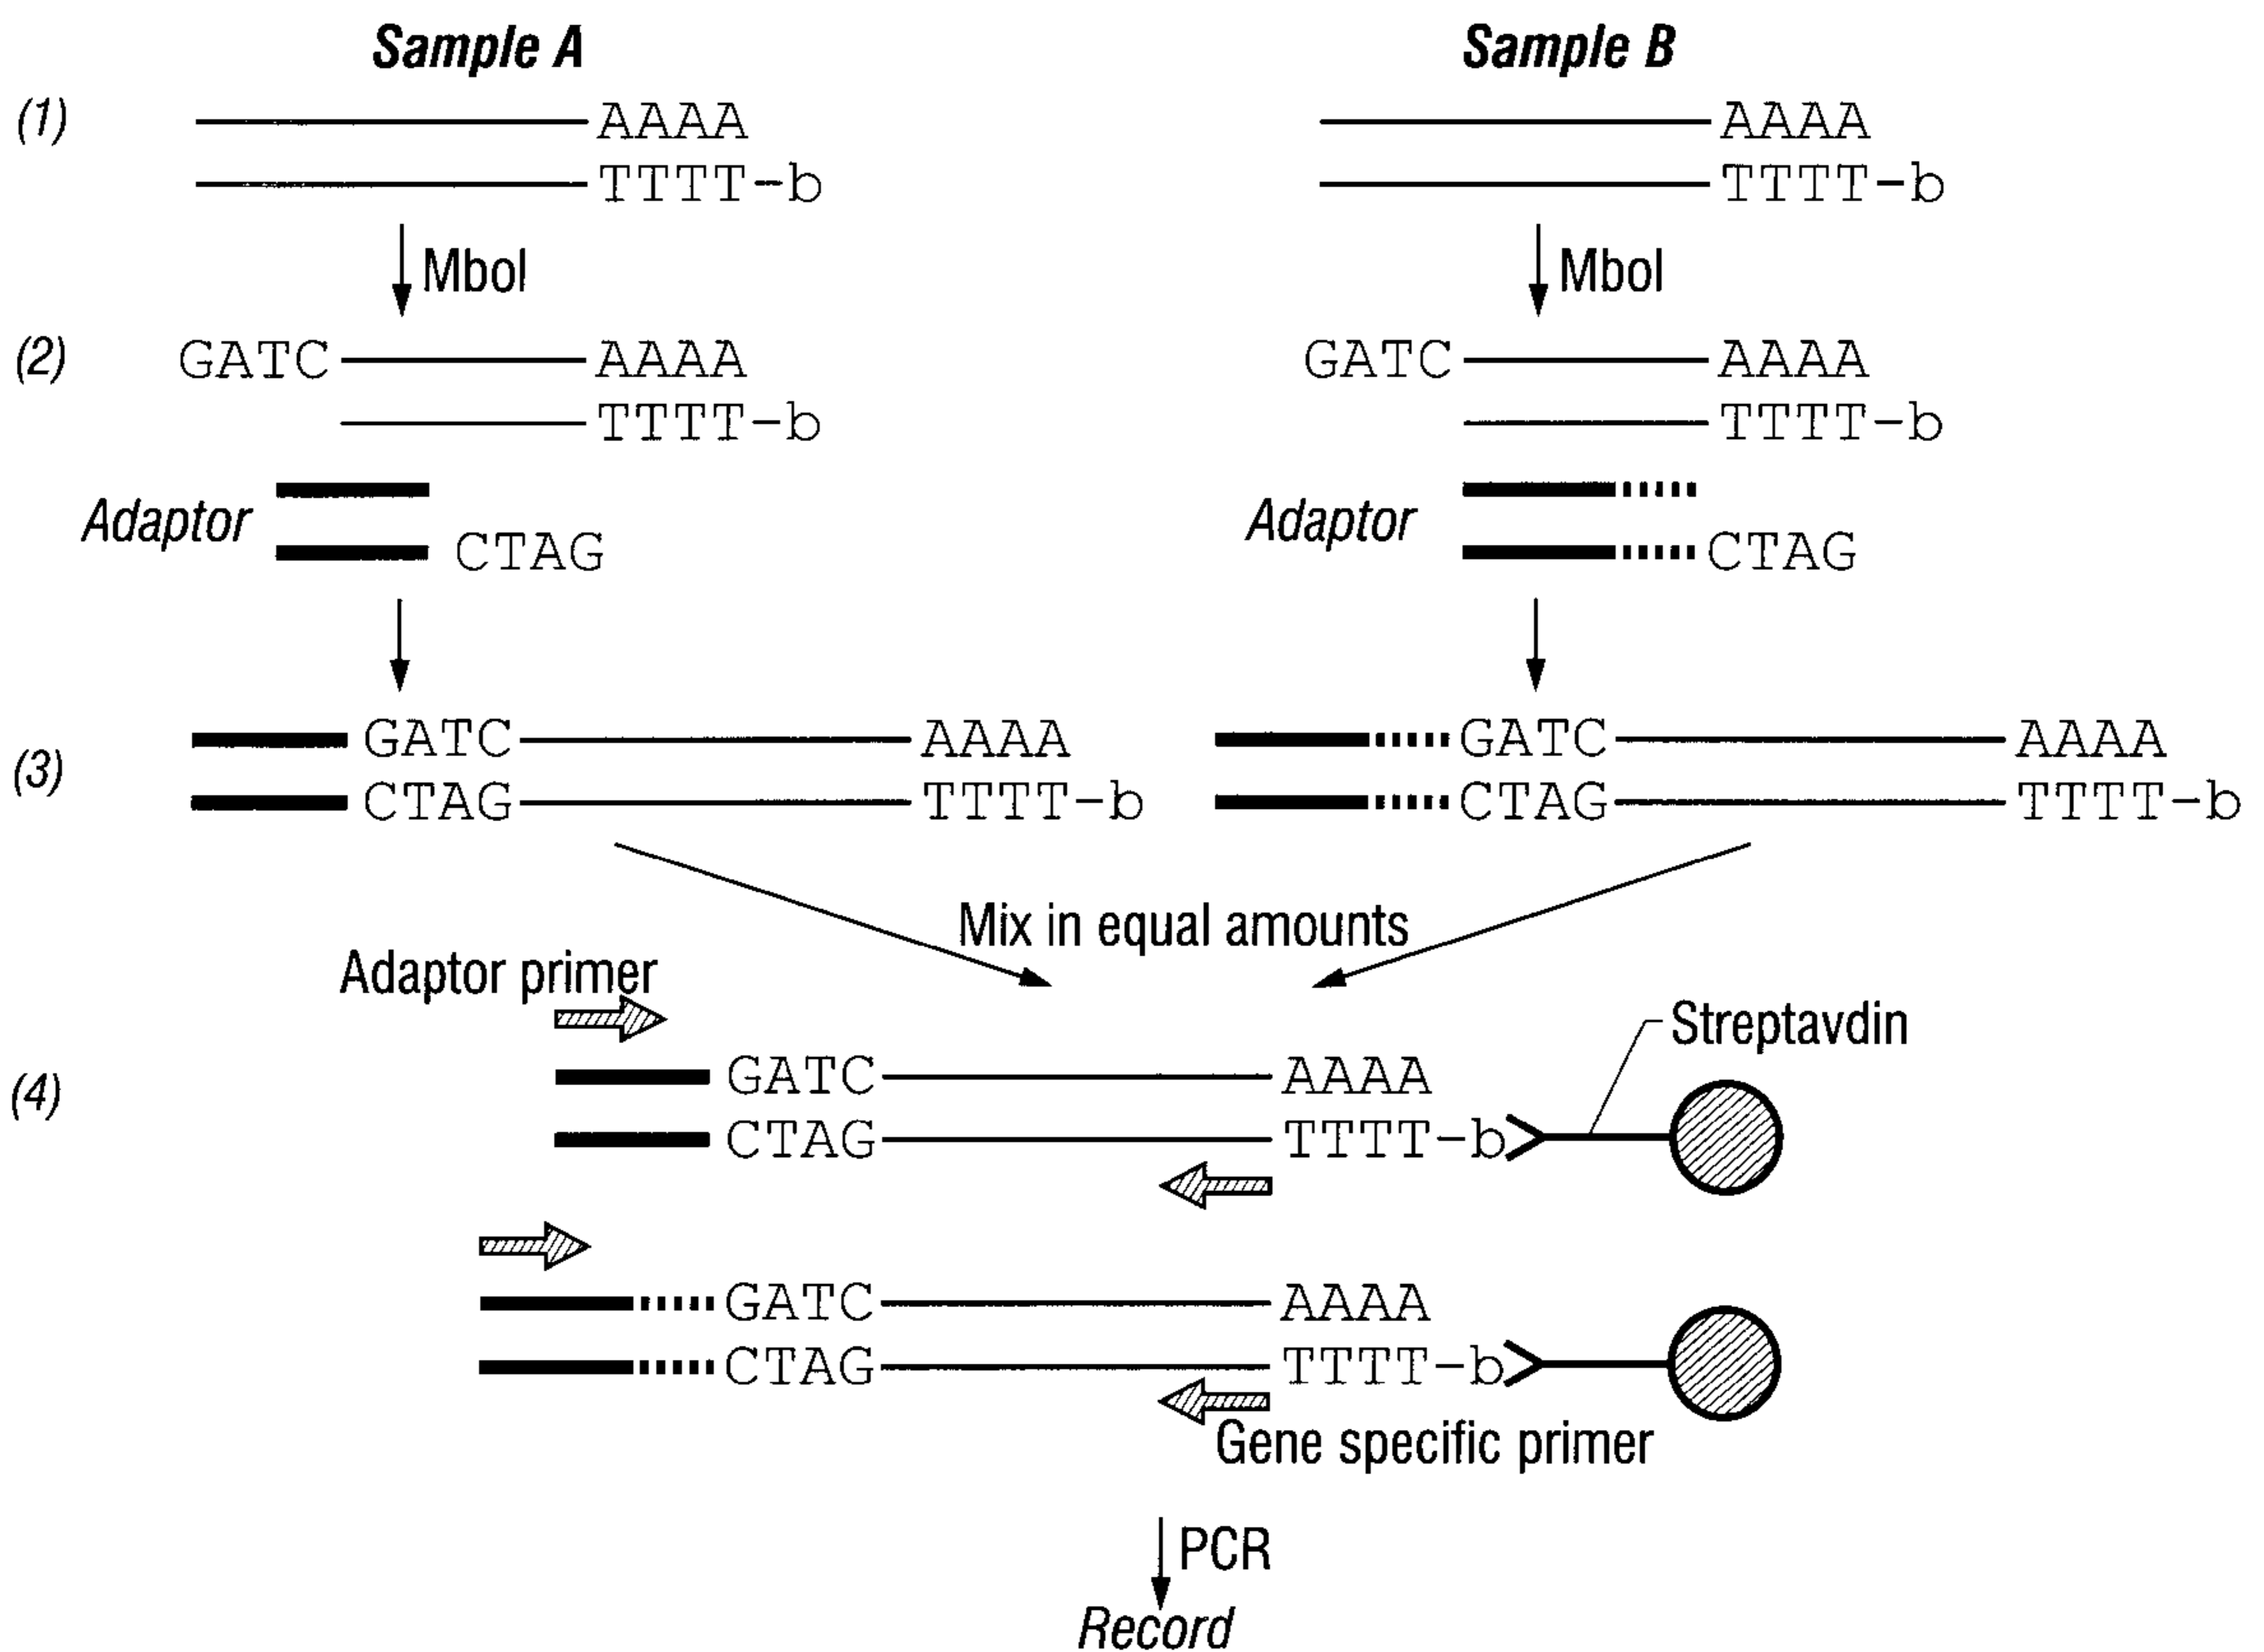 Sample A Sample B
(1)
AAAA AAAA
TTTT-b TTTT-b
MboI MboI
(2)
GATC AAAA GATC AAAA
TTTT-b TTTT-b
Adaptor Adaptor
CTAG CTAG
(3)
GATC AAAA GATC AAAA
CTAG TTTT-b CTAG TTTT-b
Mix in equal amounts
Adaptor primer
Streptavdin
(4)
GATC AAAA
CTAG TTTT-b
GATC AAAA
CTAG TTTT-b
Gene specific primer
PCR
Record